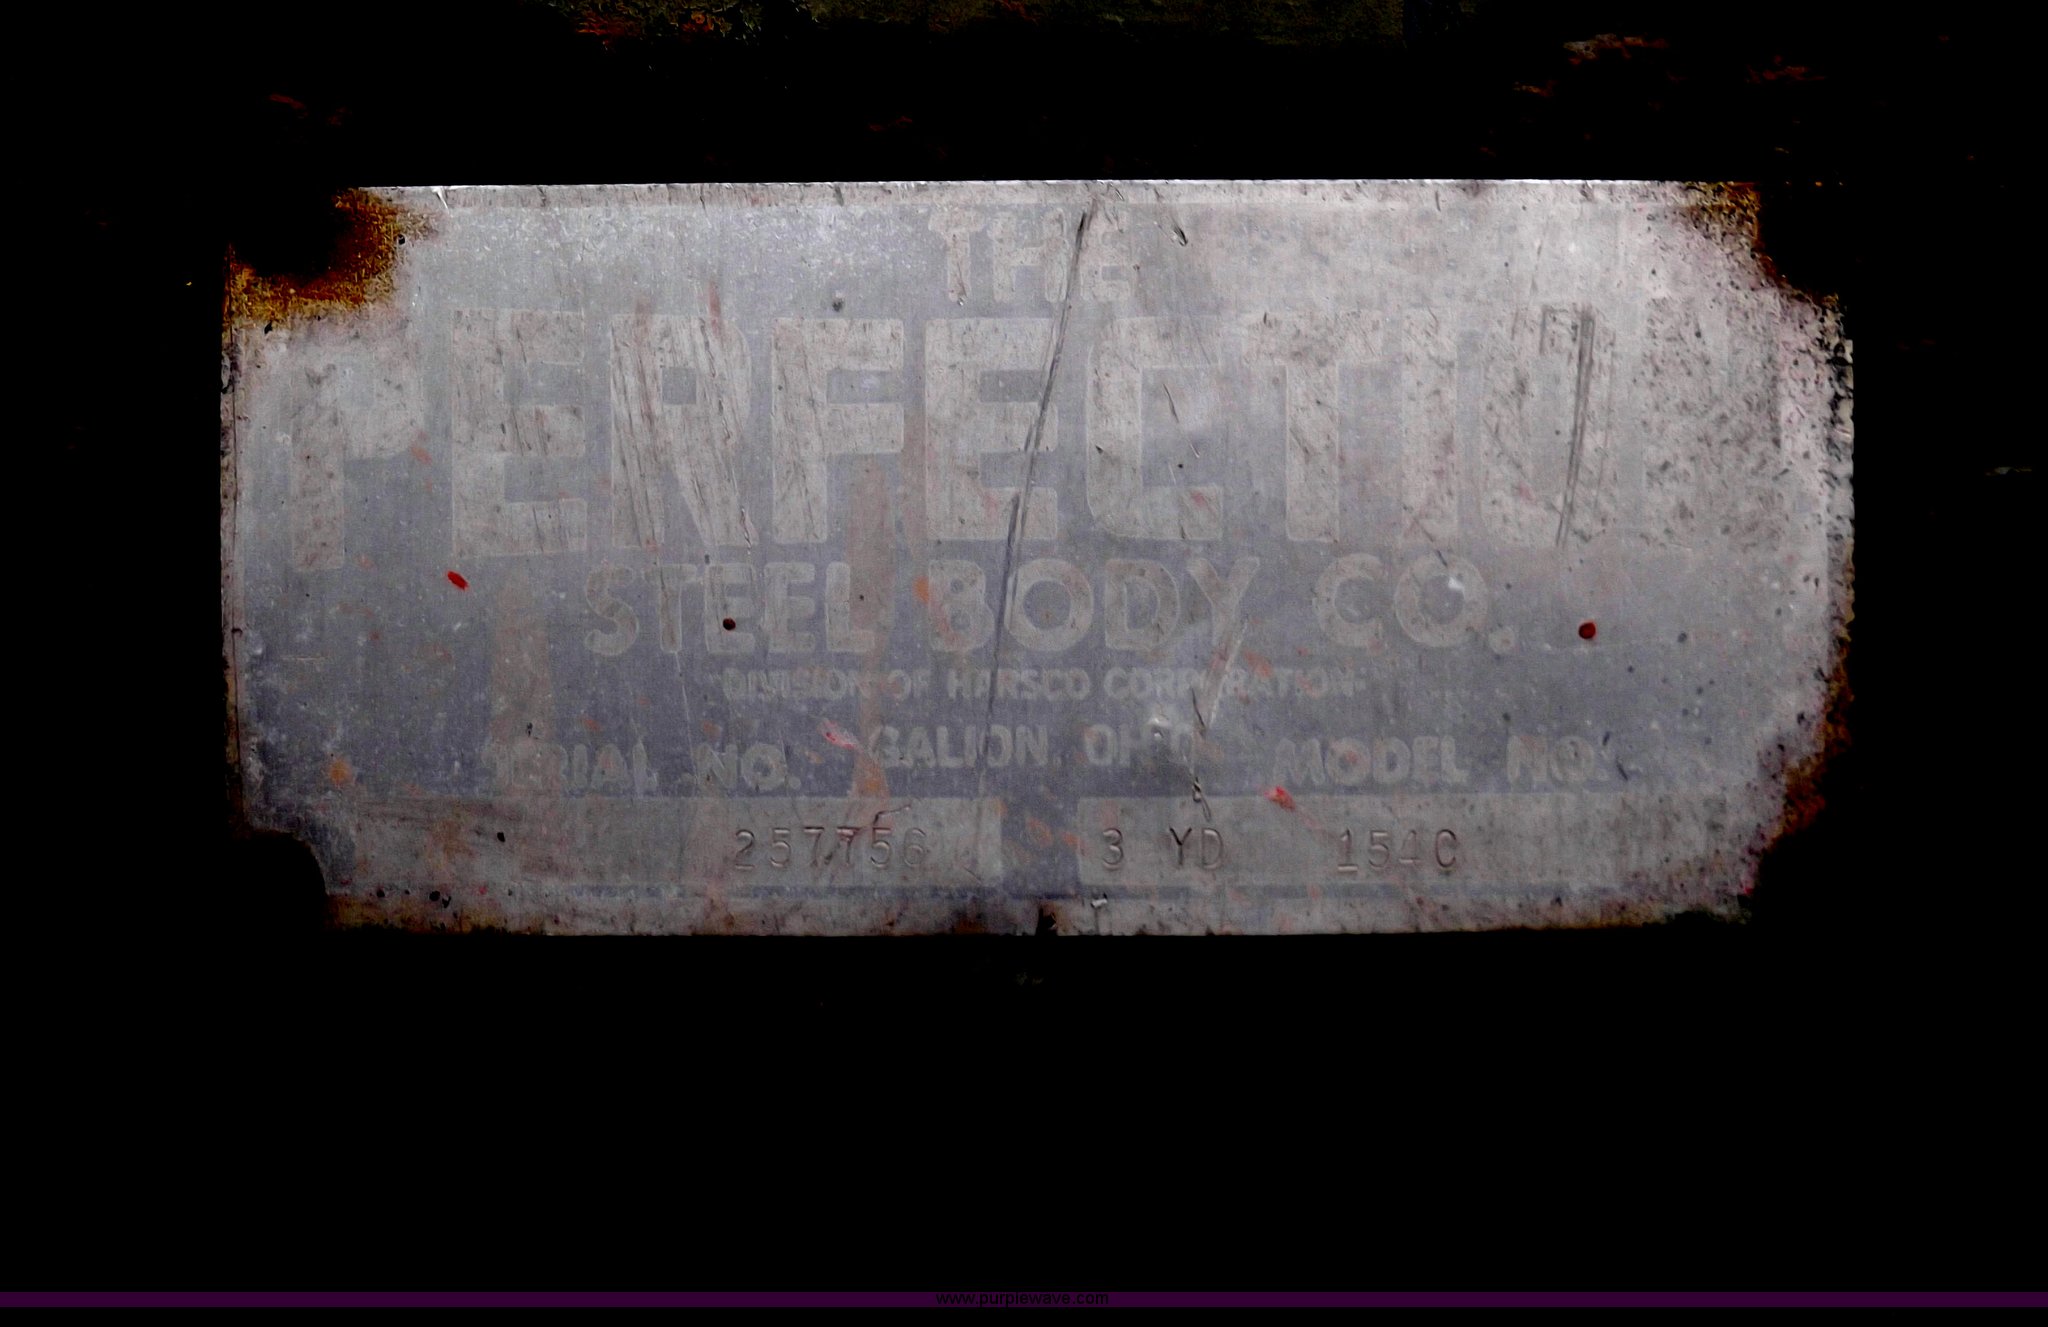 THE
PERFECTION
STEEL BODY CO.
DIVISION OF HARSCO CORPORATION
GALION, OHIO
SERIAL NO. MODEL NO.
257756 3 YD 154C
www.purplewave.com